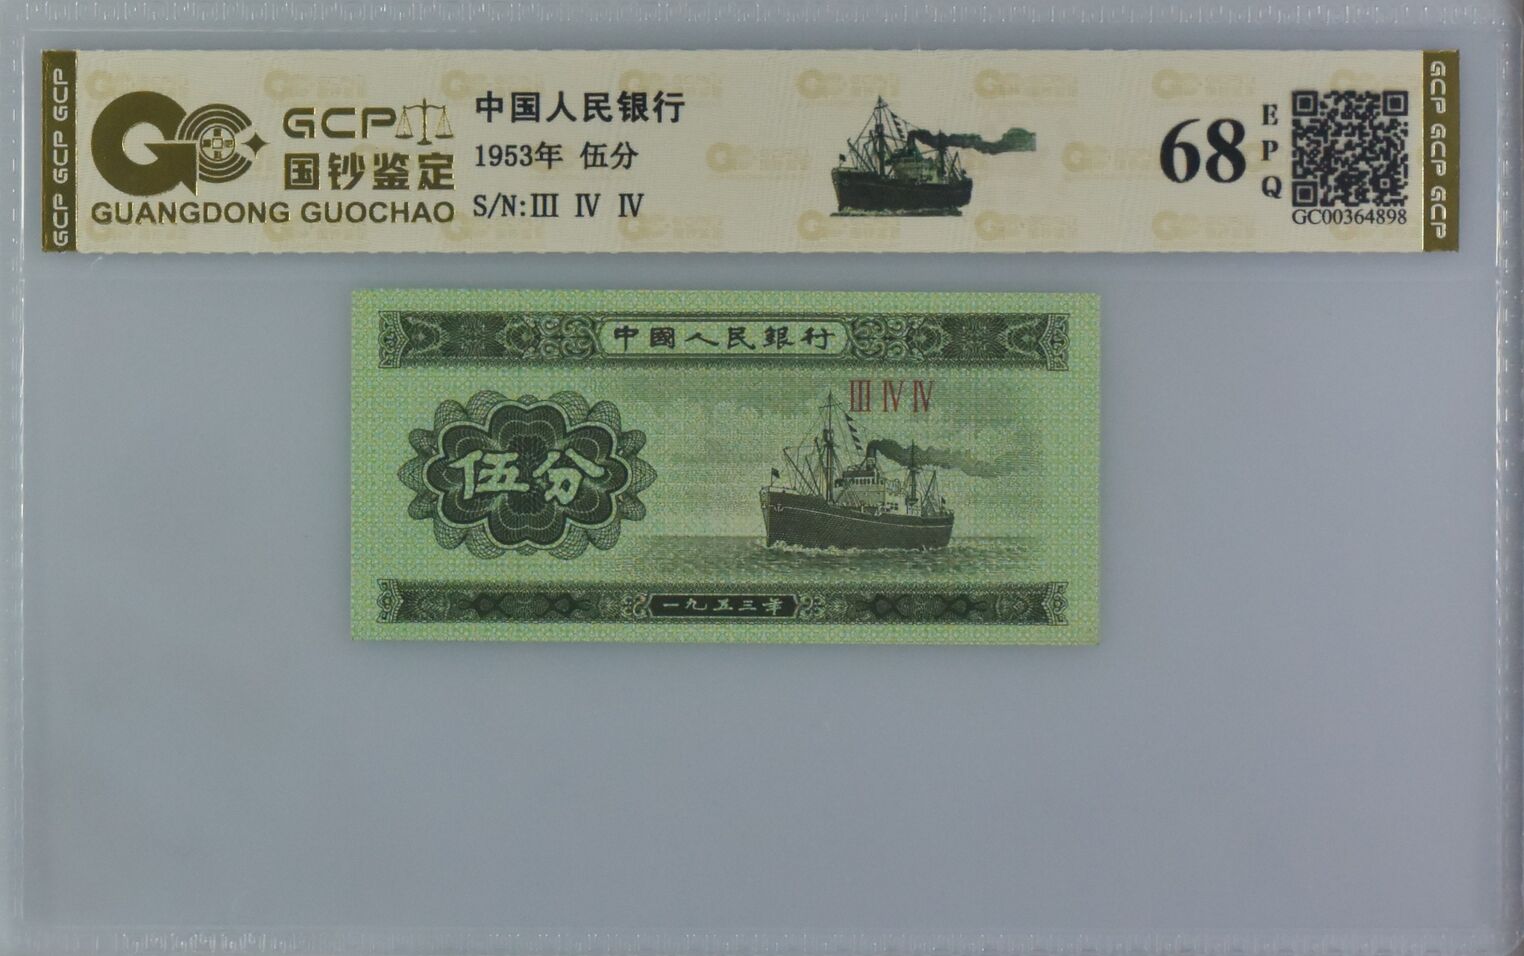 GCP GCP GCP
GCP
国钞鉴定
GUANGDONG GUOCHAO
中国人民银行
1953年 伍分
S/N:III IV IV
68
EPQ
GC00364898
GCP GCP GCP
中國人民銀行
III IV IV
伍分
一九五三年